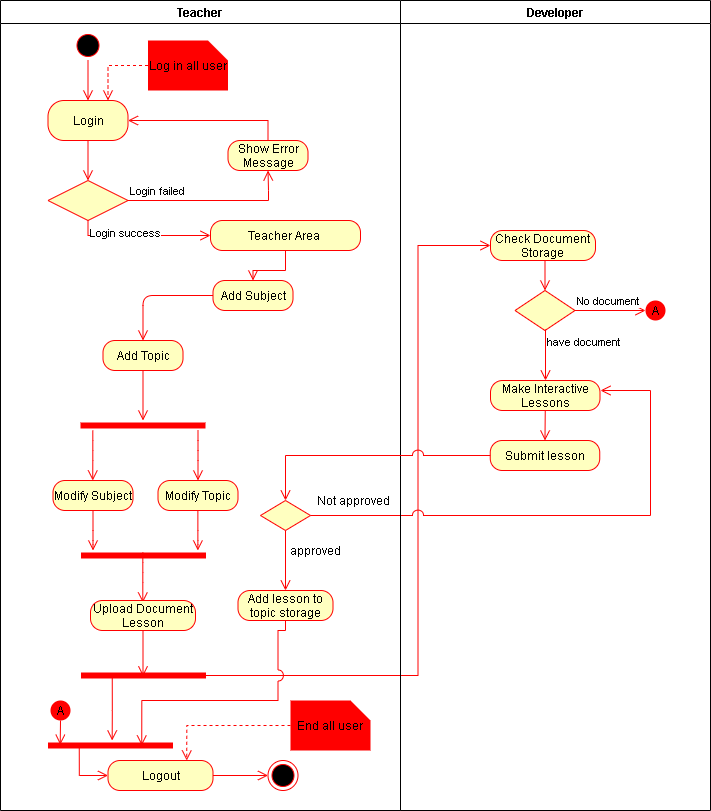 Teacher
Developer
Log in all user
Login
Show Error
Message
Login failed
Login success
Teacher Area
Check Document
Storage
Add Subject
No document
A
have document
Add Topic
Make Interactive
Lessons
Submit lesson
Modify Subject
Modify Topic
Not approved
approved
Upload Document
Lesson
Add lesson to
topic storage
A
End all user
Logout